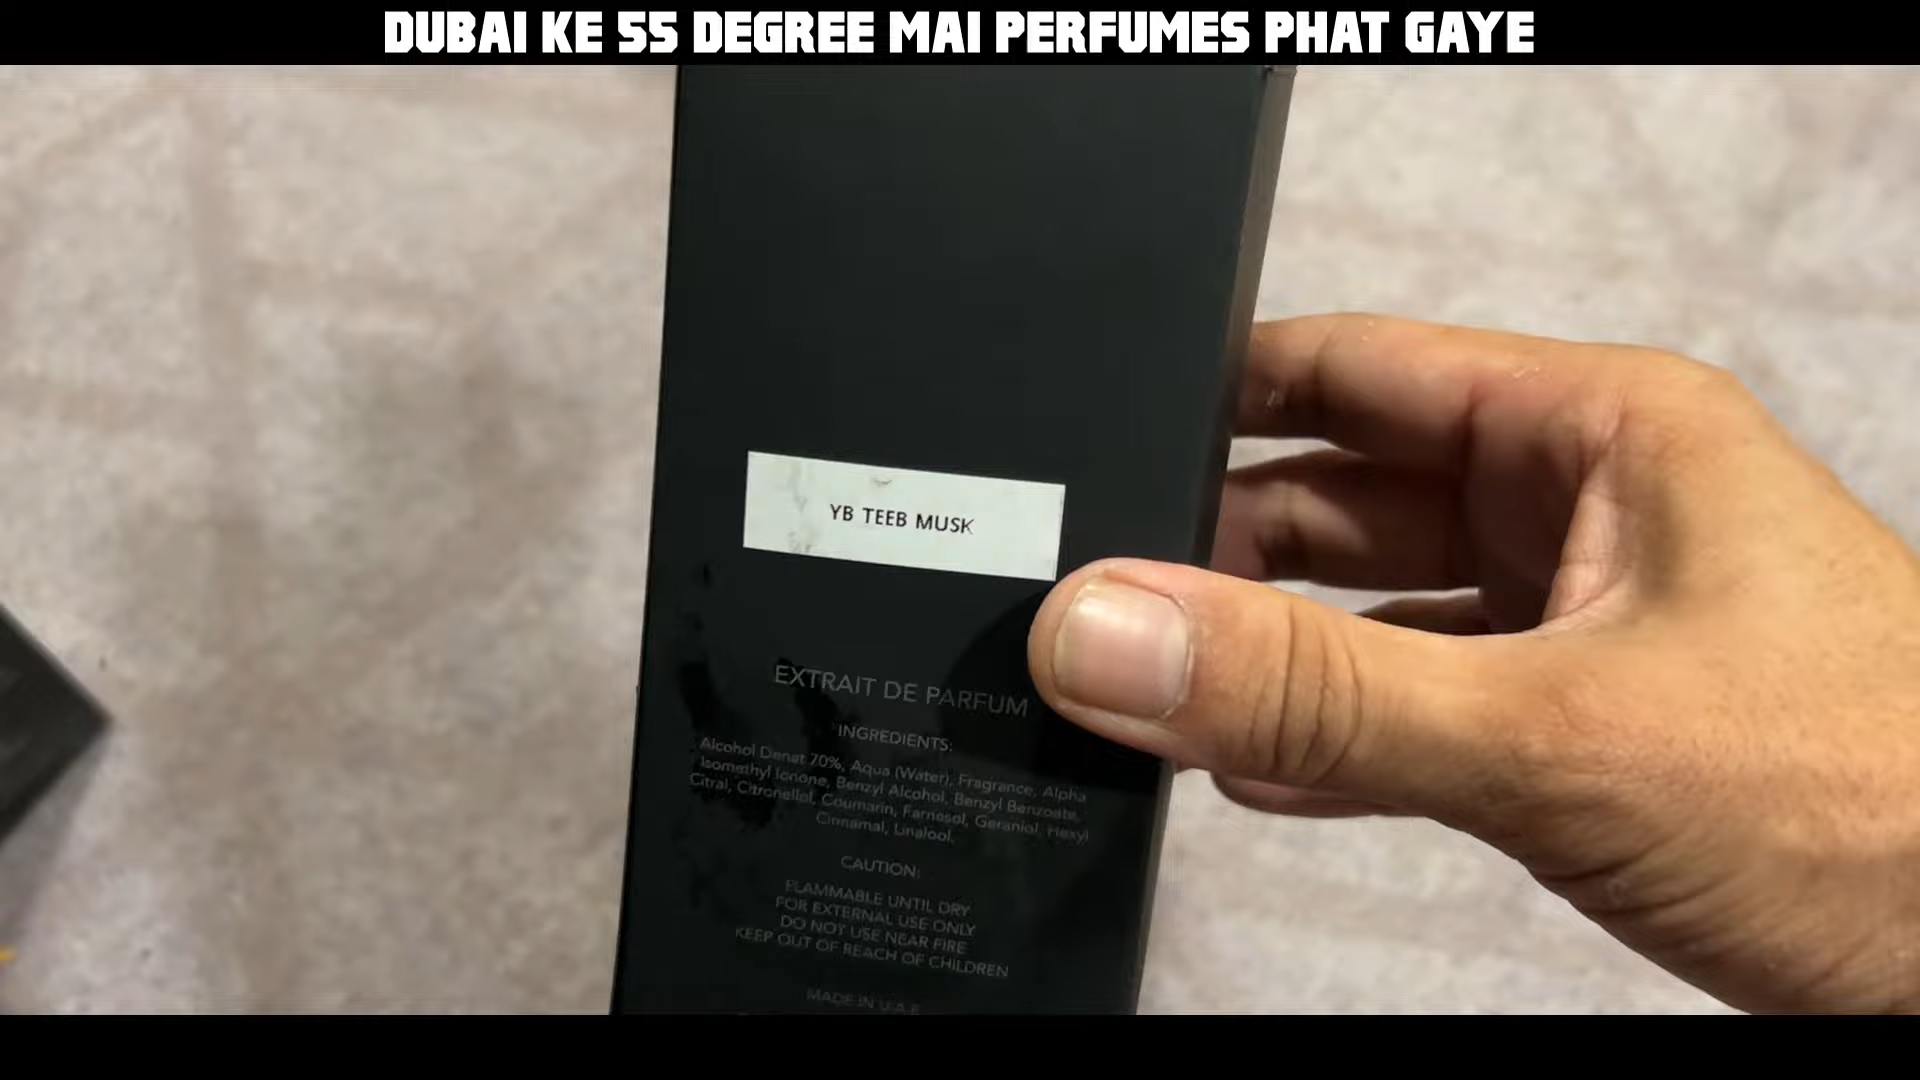 DUBAI KE 55 DEGREE MAI PERFUMES PHAT GAYE
YB TEEB MUSK
EXTRAIT DE PARFUM
INGREDIENTS:
Alcohol Denat 70%, Aqua (Water), Fragrance, Alpha
Isomethyl Ionone, Benzyl Alcohol, Benzyl Benzoate,
Citral, Citronellol, Coumarin, Farnesol, Geraniol, Hexyl
Cinnamal, Linalool.
CAUTION:
FLAMMABLE UNTIL DRY
FOR EXTERNAL USE ONLY
DO NOT USE NEAR FIRE
KEEP OUT OF REACH OF CHILDREN
MADE IN U.A.E